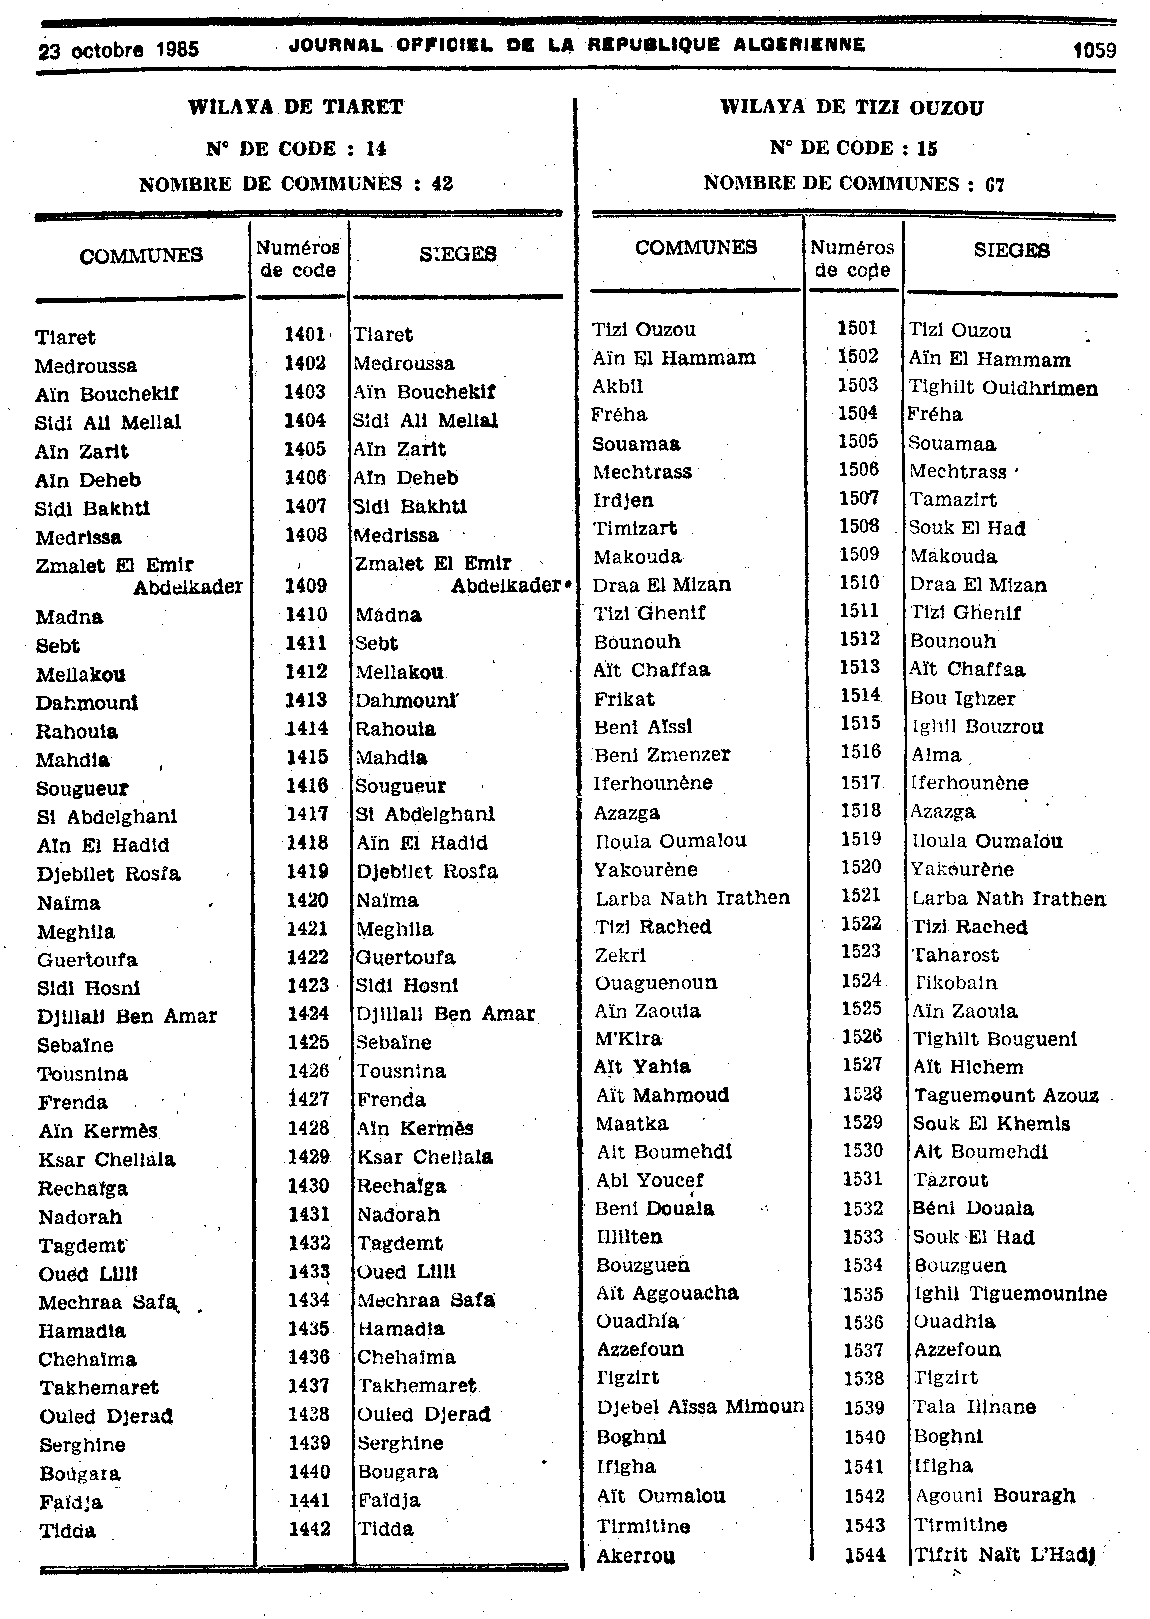 23 octobre 1985 JOURNAL OFFICIEL DE LA REPUBLIQUE ALGERIENNE 1059
WILAYA DE TIARET
N° DE CODE : 14
NOMBRE DE COMMUNES : 42
COMMUNES Numéros de code SIEGES
Tiaret 1401 Tiaret
Medroussa 1402 Medroussa
Aïn Bouchekif 1403 Aïn Bouchekif
Sidi Ali Mellal 1404 Sidi Ali Mellal
Aïn Zarit 1405 Aïn Zarit
Aïn Deheb 1406 Aïn Deheb
Sidi Bakhti 1407 Sidi Bakhti
Medrissa 1408 Medrissa
Zmalet El Emir Zmalet El Emir
Abdelkader 1409 Abdelkader
Madna 1410 Madna
Sebt 1411 Sebt
Mellakou 1412 Mellakou
Dahmouni 1413 Dahmouni
Rahouia 1414 Rahouia
Mahdia 1415 Mahdia
Sougueur 1416 Sougueur
Si Abdelghani 1417 Si Abdelghani
Aïn El Hadid 1418 Aïn El Hadid
Djebilet Rosfa 1419 Djebilet Rosfa
Naïma 1420 Naïma
Meghila 1421 Meghila
Guertoufa 1422 Guertoufa
Sidi Hosni 1423 Sidi Hosni
Djillali Ben Amar 1424 Djillali Ben Amar
Sebaïne 1425 Sebaïne
Tousnina 1426 Tousnina
Frenda 1427 Frenda
Aïn Kermès 1428 Aïn Kermès
Ksar Chellala 1429 Ksar Chellala
Rechaïga 1430 Rechaïga
Nadorah 1431 Nadorah
Tagdemt 1432 Tagdemt
Oued Lilli 1433 Oued Lilli
Mechraa Safa 1434 Mechraa Safa
Hamadia 1435 Hamadia
Chehaïma 1436 Chehaïma
Takhemaret 1437 Takhemaret
Ouled Djerad 1438 Ouled Djerad
Serghine 1439 Serghine
Bougara 1440 Bougara
Faïdja 1441 Faïdja
Tidda 1442 Tidda
WILAYA DE TIZI OUZOU
N° DE CODE : 15
NOMBRE DE COMMUNES : 67
COMMUNES Numéros de code SIEGES
Tizi Ouzou 1501 Tizi Ouzou
Aïn El Hammam 1502 Aïn El Hammam
Akbil 1503 Tighilt Ouidhrimen
Fréha 1504 Fréha
Souamaa 1505 Souamaa
Mechtrass 1506 Mechtrass
Irdjen 1507 Tamazirt
Timizart 1508 Souk El Had
Makouda 1509 Makouda
Draa El Mizan 1510 Draa El Mizan
Tizi Ghenif 1511 Tizi Ghenif
Bounouh 1512 Bounouh
Aït Chaffaa 1513 Aït Chaffaa
Frikat 1514 Bou Ighzer
Beni Aïssi 1515 Ighil Bouzrou
Beni Zmenzer 1516 Alma
Iferhounène 1517 Iferhounène
Azazga 1518 Azazga
Iloula Oumalou 1519 Iloula Oumalou
Yakourène 1520 Yakourène
Larba Nath Irathen 1521 Larba Nath Irathen
Tizi Rached 1522 Tizi Rached
Zekri 1523 Taharost
Ouaguenoun 1524 Tikobain
Aïn Zaouia 1525 Aïn Zaouia
M'Kira 1526 Tighilt Bougueni
Aït Yahia 1527 Aït Hichem
Aït Mahmoud 1528 Taguemount Azouz
Maatka 1529 Souk El Khemis
Ait Boumehdi 1530 Ait Boumehdi
Abi Youcef 1531 Tazrout
Beni Douala 1532 Béni Douala
Illilten 1533 Souk El Had
Bouzguen 1534 Bouzguen
Aït Aggouacha 1535 Ighil Tiguemounine
Ouadhia 1536 Ouadhia
Azzefoun 1537 Azzefoun
Tigzirt 1538 Tigzirt
Djebel Aïssa Mimoun 1539 Tala Ilinane
Boghni 1540 Boghni
Ifigha 1541 Ifigha
Aït Oumalou 1542 Agouni Bouragh
Tirmitine 1543 Tirmitine
Akerrou 1544 Tifrit Naït L'Hadj